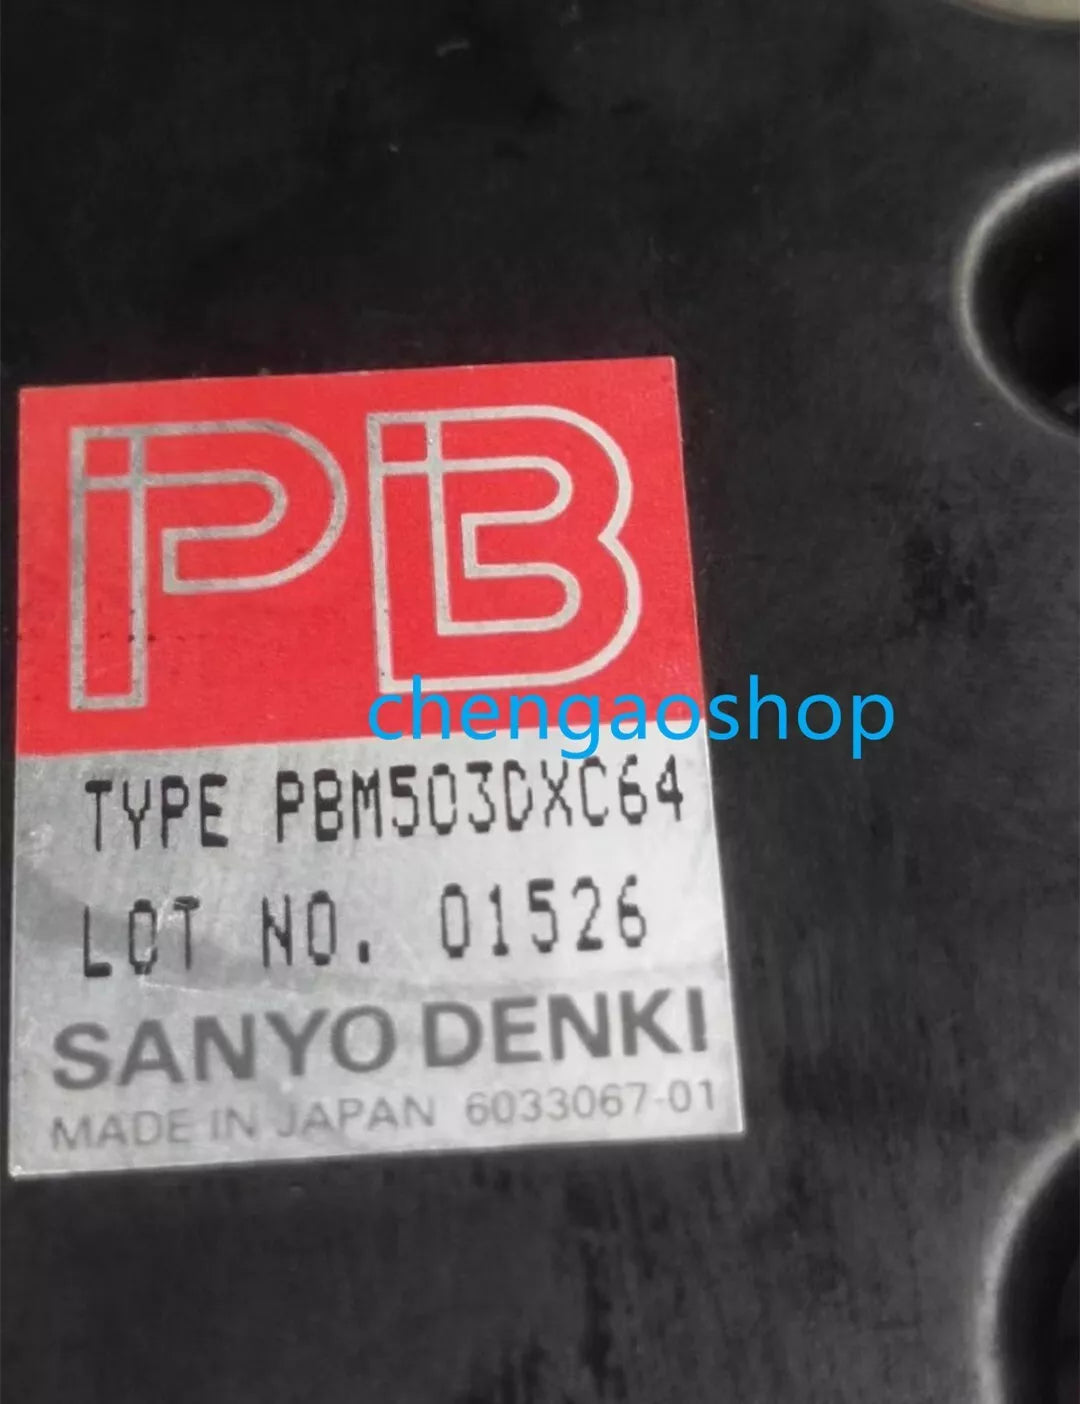 PB
chengaoshop
TYPE PBM503DXC64
LOT NO. 01526
SANYO DENKI
MADE IN JAPAN 6033067-01